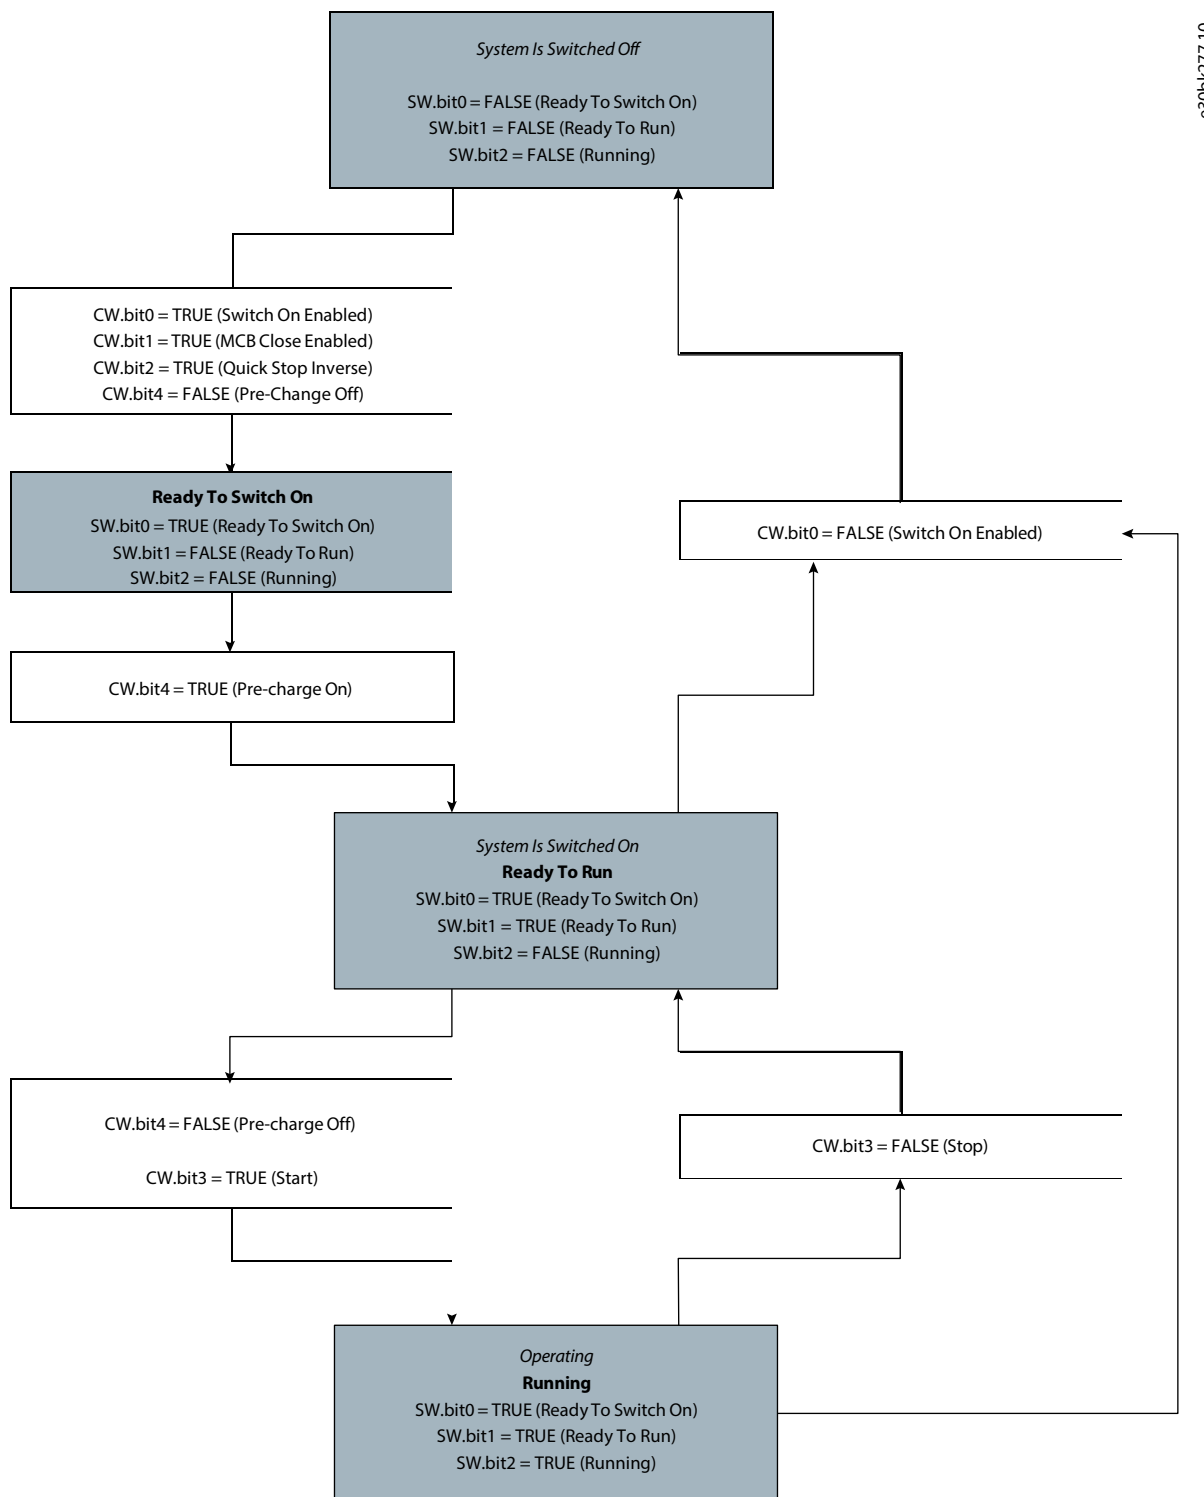 System Is Switched Off
SW.bit0 = FALSE (Ready To Switch On)
SW.bit1 = FALSE (Ready To Run)
SW.bit2 = FALSE (Running)
CW.bit0 = TRUE (Switch On Enabled)
CW.bit1 = TRUE (MCB Close Enabled)
CW.bit2 = TRUE (Quick Stop Inverse)
CW.bit4 = FALSE (Pre-Change Off)
Ready To Switch On
SW.bit0 = TRUE (Ready To Switch On)
SW.bit1 = FALSE (Ready To Run)
SW.bit2 = FALSE (Running)
CW.bit0 = FALSE (Switch On Enabled)
CW.bit4 = TRUE (Pre-charge On)
System Is Switched On
Ready To Run
SW.bit0 = TRUE (Ready To Switch On)
SW.bit1 = TRUE (Ready To Run)
SW.bit2 = FALSE (Running)
CW.bit4 = FALSE (Pre-charge Off)
CW.bit3 = TRUE (Start)
CW.bit3 = FALSE (Stop)
Operating
Running
SW.bit0 = TRUE (Ready To Switch On)
SW.bit1 = TRUE (Ready To Run)
SW.bit2 = TRUE (Running)